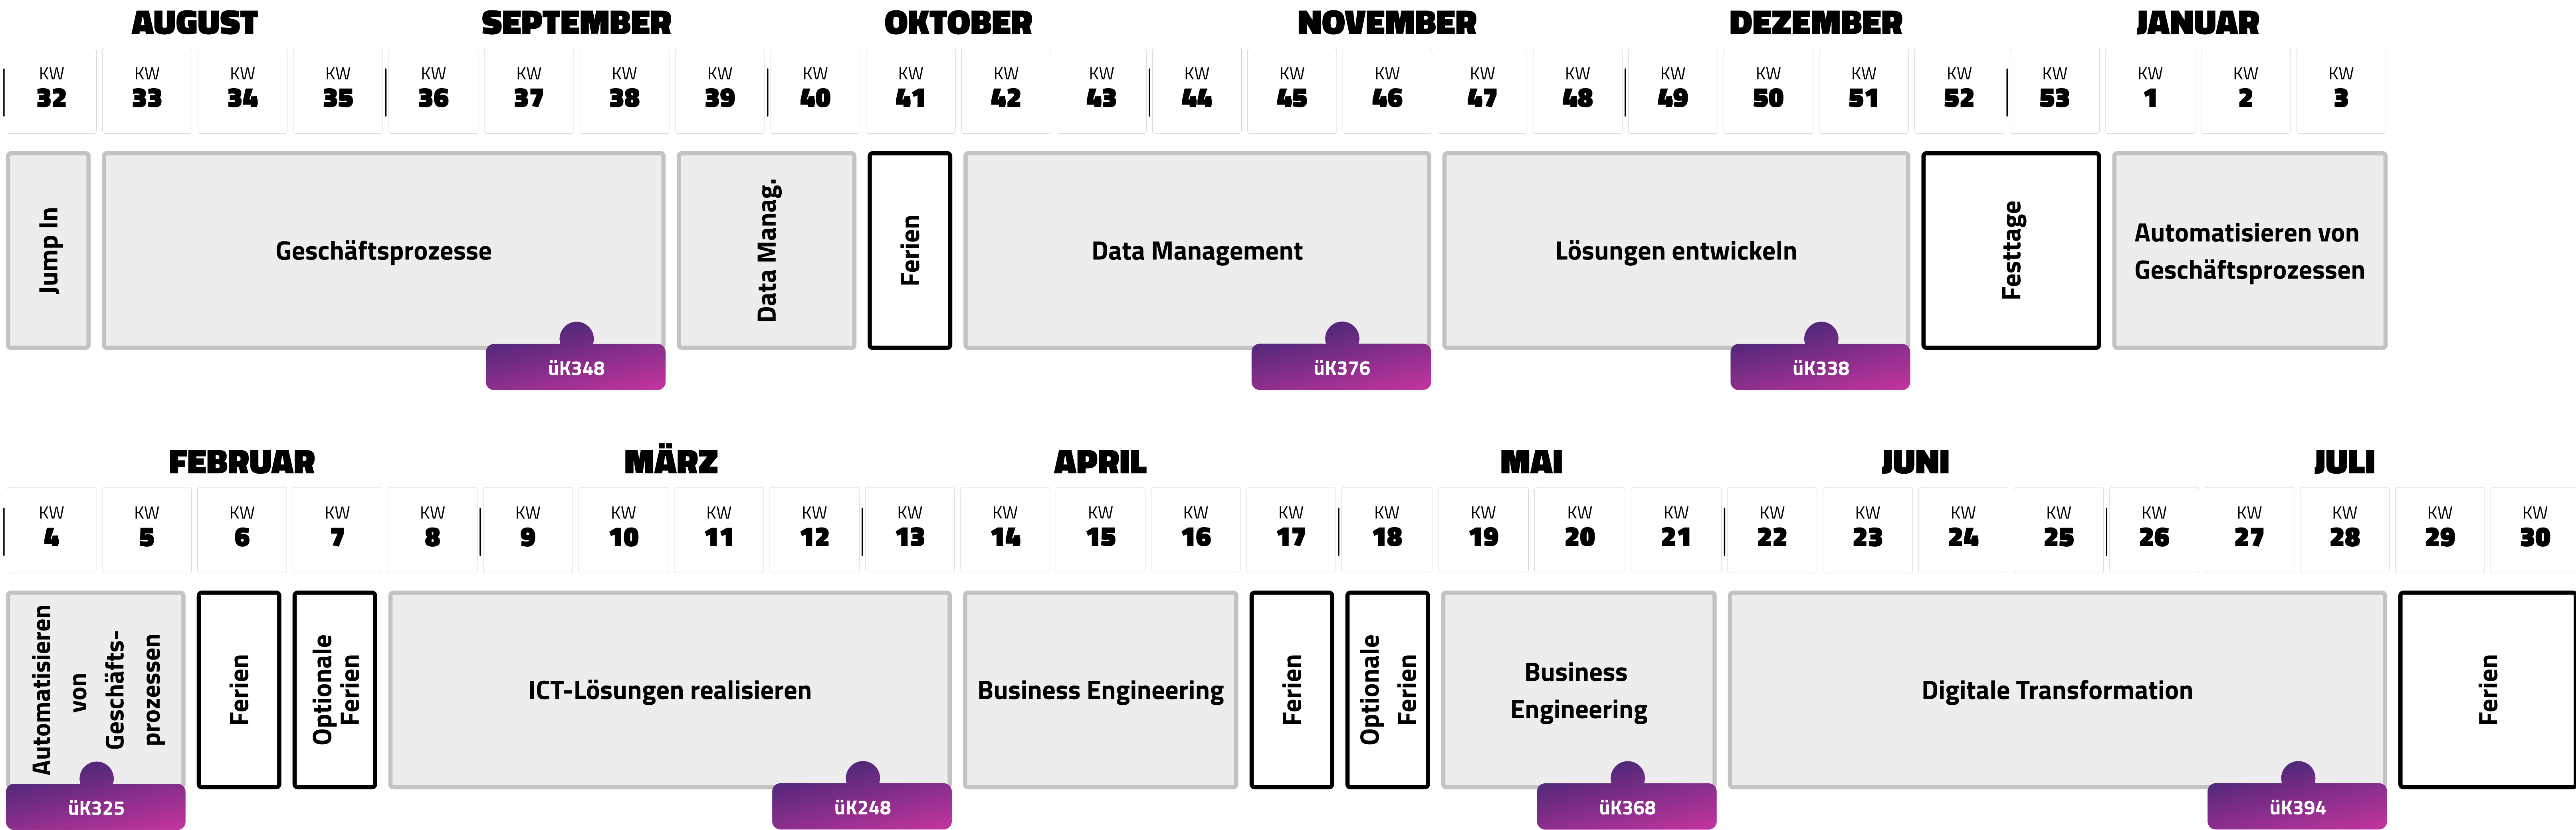 AUGUST SEPTEMBER OKTOBER NOVEMBER DEZEMBER JANUAR
KW KW KW KW KW KW KW KW KW KW KW KW KW KW KW KW KW KW KW KW KW KW KW KW KW
32 33 34 35 36 37 38 39 40 41 42 43 44 45 46 47 48 49 50 51 52 53 1 2 3
Jump In
Geschäftsprozesse
Data Manag.
Ferien
Data Management
Lösungen entwickeln
Festtage
Automatisieren von
Geschäftsprozessen
üK348
üK376
üK338
FEBRUAR MÄRZ APRIL MAI JUNI JULI
KW KW KW KW KW KW KW KW KW KW KW KW KW KW KW KW KW KW KW KW KW KW KW KW KW KW KW
4 5 6 7 8 9 10 11 12 13 14 15 16 17 18 19 20 21 22 23 24 25 26 27 28 29 30
Automatisieren
von
Geschäfts-
prozessen
Ferien
Optionale
Ferien
ICT-Lösungen realisieren
Business Engineering
Ferien
Optionale
Ferien
Business
Engineering
Digitale Transformation
Ferien
üK325
üK248
üK368
üK394